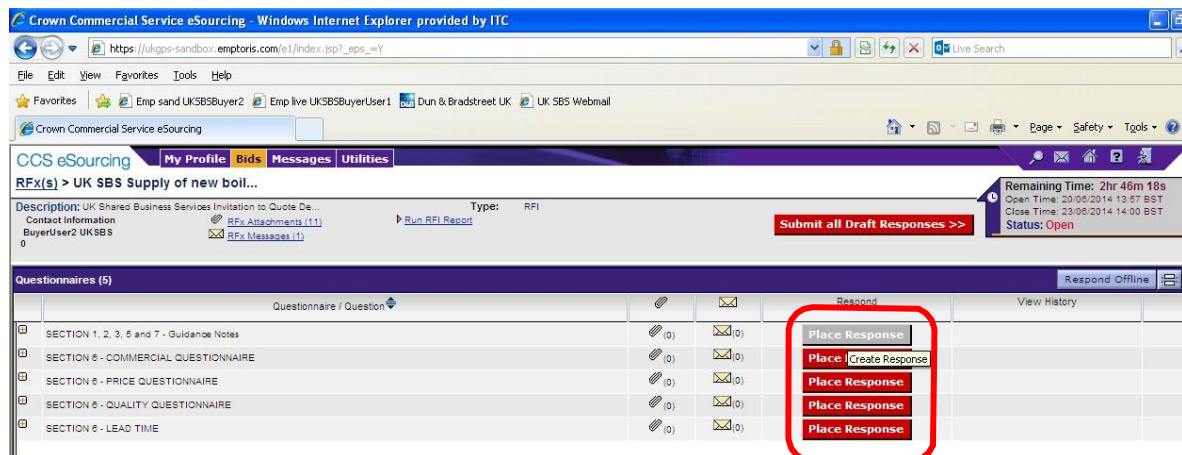 Crown Commercial Service eSourcing - Windows Internet Explorer provided by ITC
https://ukgps-sandbox.emptoris.com/e1/index.jsp?_eps_=Y
Live Search
File Edit View Favorites Tools Help
Favorites Emp sand UKSBSBuyer2 Emp live UKSBSBuyerUser1 Dun & Bradstreet UK UK SBS Webmail
Crown Commercial Service eSourcing
Page Safety Tools
CCS eSourcing My Profile Bids Messages Utilities
RFx(s) > UK SBS Supply of new boil...
Remaining Time: 2hr 46m 18s
Open Time: 20/06/2014 13:57 BST
Close Time: 23/06/2014 14:00 BST
Status: Open
Description: UK Shared Business Services Invitation to Quote De... Type: RFI
Contact Information RFx Attachments (11) Run RFI Report
BuyerUser2 UKSBS RFx Messages (1)
0
Submit all Draft Responses >>
Questionnaires (5) Respond Offline
Questionnaire / Question Respond View History
SECTION 1, 2, 3, 5 and 7 - Guidance Notes (0) (0) Place Response
SECTION 6 - COMMERCIAL QUESTIONNAIRE (0) (0) Place Create Response
SECTION 6 - PRICE QUESTIONNAIRE (0) (0) Place Response
SECTION 6 - QUALITY QUESTIONNAIRE (0) (0) Place Response
SECTION 6 - LEAD TIME (0) (0) Place Response